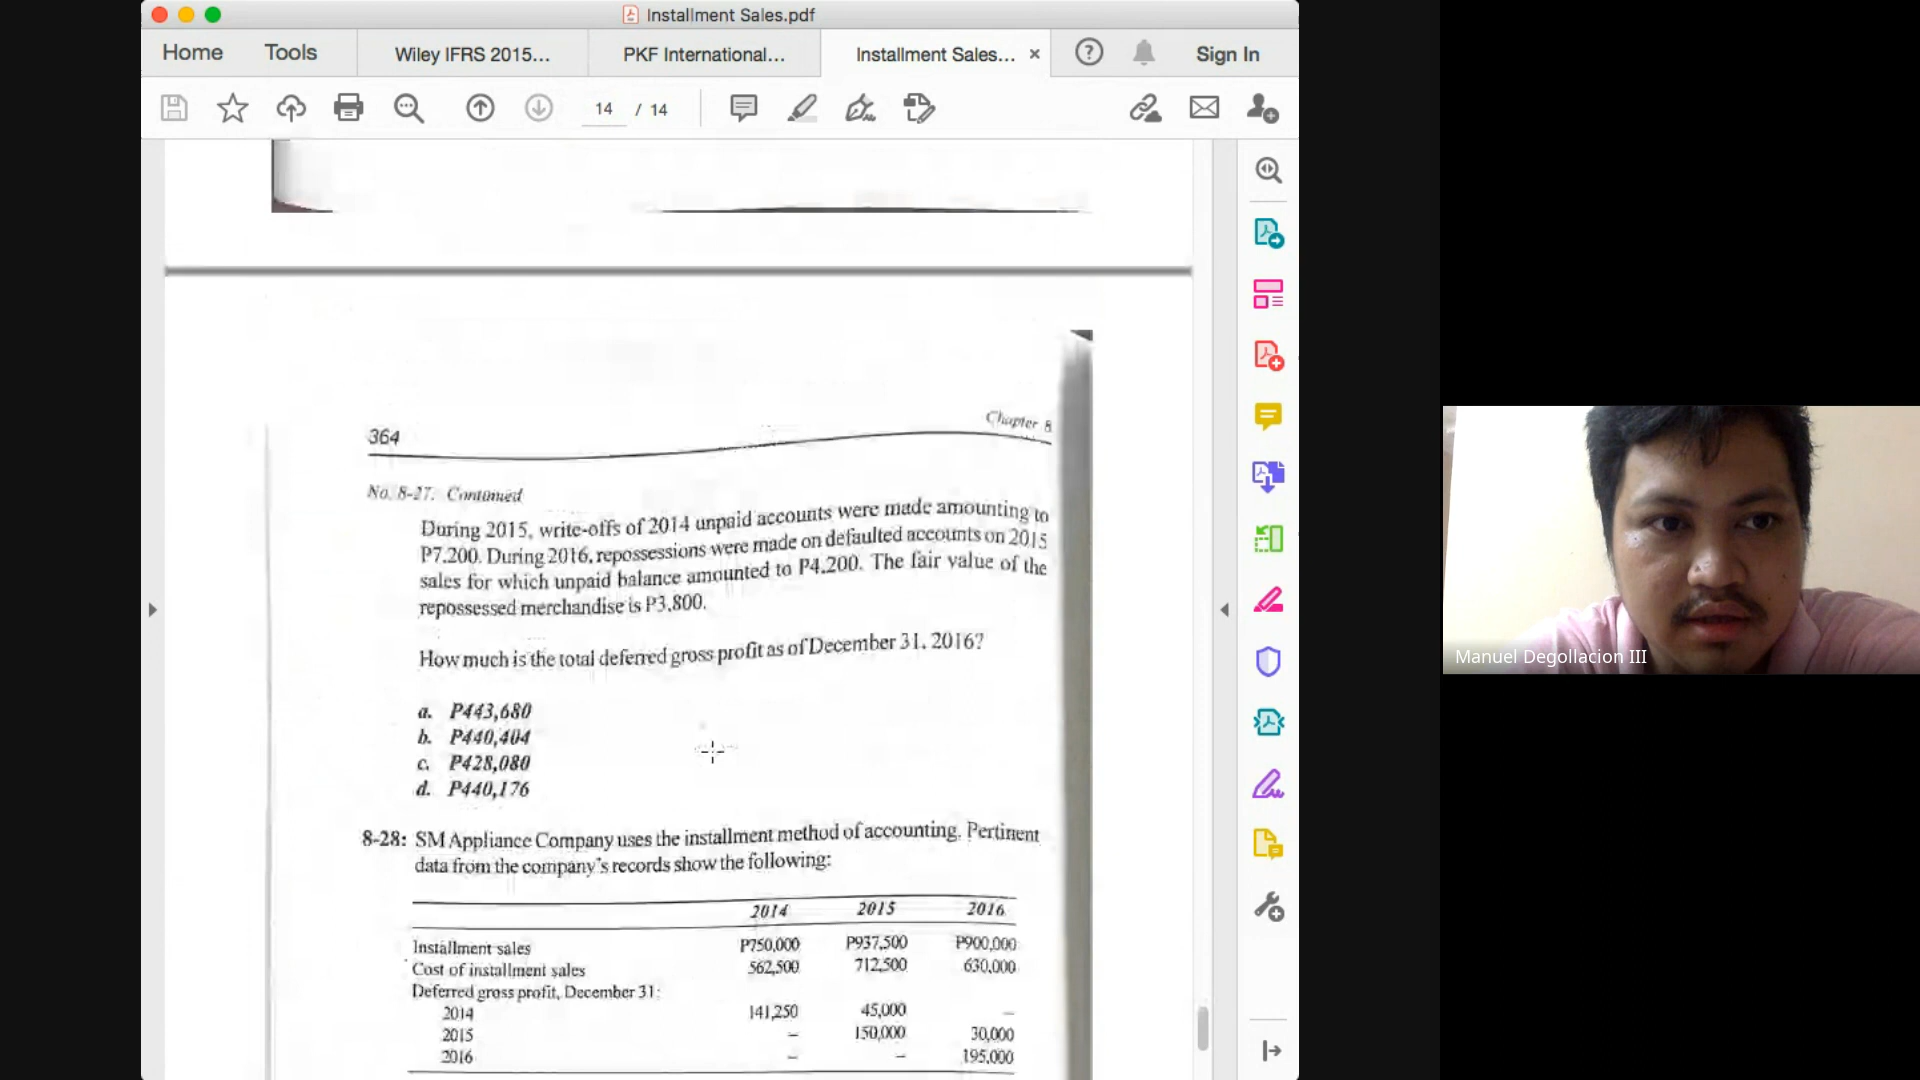 Installment Sales.pdf
Home
Tools
Wiley IFRS 2015...
PKF International...
Installment Sales... ×
Sign In
14 / 14
Chapter 8
364
No. 8-27. Continued
During 2015, write-offs of 2014 unpaid accounts were made amounting to
P7,200. During 2016, repossessions were made on defaulted accounts on 2015
sales for which unpaid balance amounted to P4,200. The fair value of the
repossessed merchandise is P3,800.
How much is the total deferred gross profit as of December 31, 2016?
a. P443,680
b. P440,404
c. P428,080
d. P440,176
8-28: SM Appliance Company uses the installment method of accounting. Pertinent
data from the company's records show the following:
2014 2015 2016
Installment sales P750,000 P937,500 P900,000
Cost of installment sales 562,500 712,500 630,000
Deferred gross profit, December 31:
2014 141,250 45,000 –
2015 – 150,000 30,000
2016 – – 195,000
Manuel Degollacion III